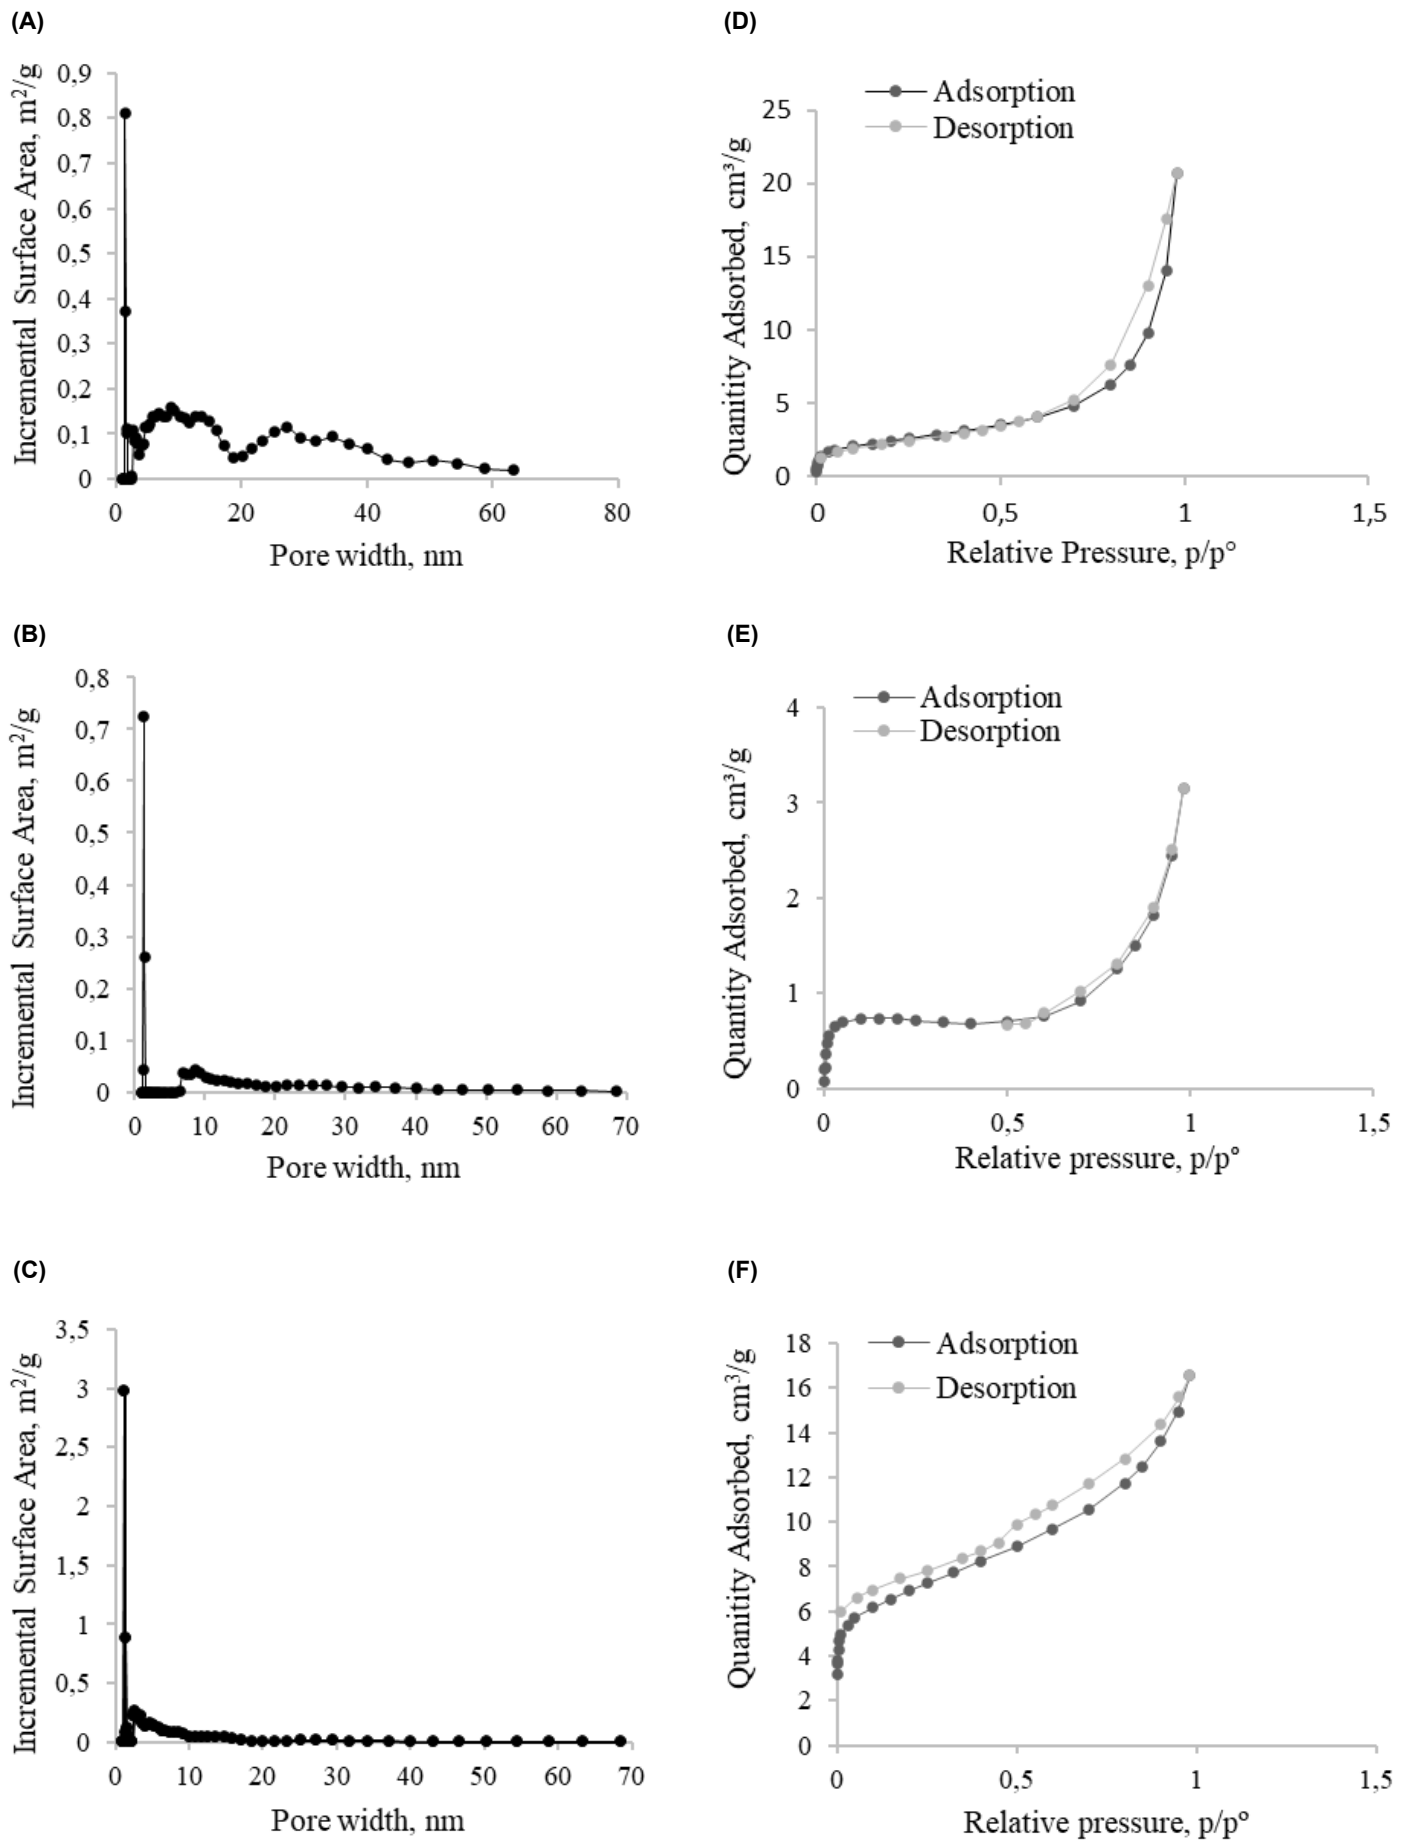 (A)
Incremental Surface Area, m²/g
0,9
0,8
0,7
0,6
0,5
0,4
0,3
0,2
0,1
0
0 20 40 60 80
Pore width, nm
(D)
Adsorption
Desorption
Quanitity Adsorbed, cm³/g
25
20
15
10
5
0
0 0,5 1 1,5
Relative Pressure, p/p°
(B)
Incremental Surface Area, m²/g
0,8
0,7
0,6
0,5
0,4
0,3
0,2
0,1
0
0 10 20 30 40 50 60 70
Pore width, nm
(E)
Adsorption
Desorption
Quantity Adsorbed, cm³/g
4
3
2
1
0
0 0,5 1 1,5
Relative pressure, p/pº
(C)
Incremental Surface Area, m²/g
3,5
3
2,5
2
1,5
1
0,5
0
0 10 20 30 40 50 60 70
Pore width, nm
(F)
Adsorption
Desorption
Quanitity Adsorbed, cm³/g
18
16
14
12
10
8
6
4
2
0
0 0,5 1 1,5
Relative pressure, p/pº